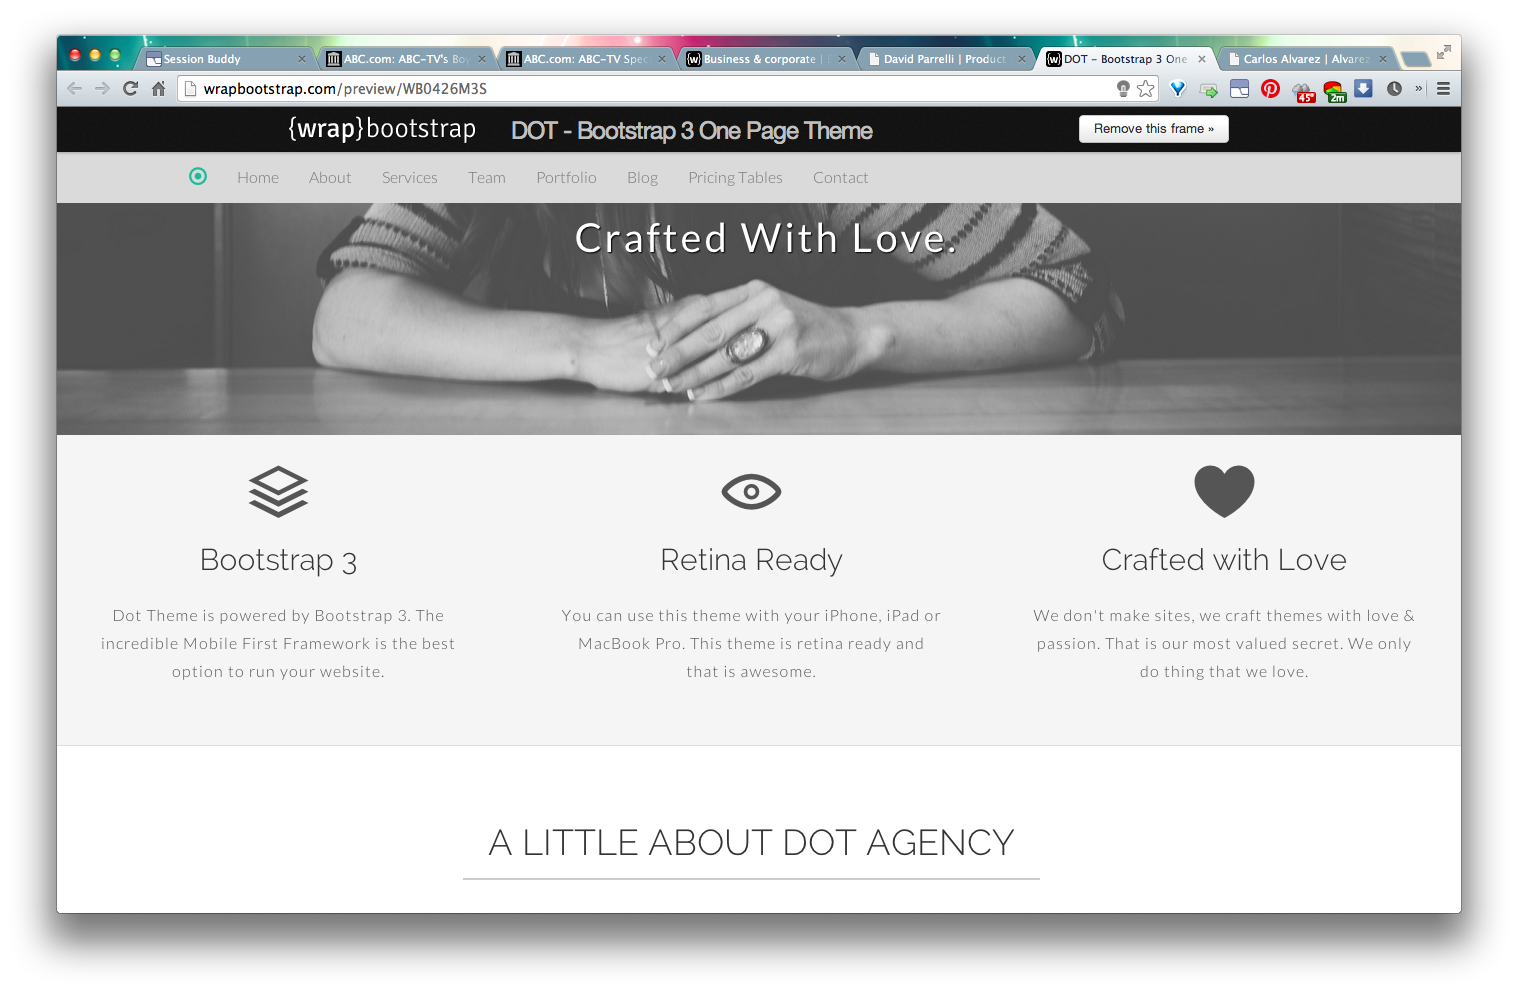 Session Buddy
ABC.com: ABC-TV's Boy
ABC.com: ABC-TV Spec
Business & corporate |
David Parrelli | Product
DOT – Bootstrap 3 One
Carlos Alvarez | Alvarez
wrapbootstrap.com/preview/WB0426M3S
45°
2m
»
{wrap}bootstrap
DOT - Bootstrap 3 One Page Theme
Remove this frame »
Home About Services Team Portfolio Blog Pricing Tables Contact
Crafted With Love.
Bootstrap 3
Dot Theme is powered by Bootstrap 3. The
incredible Mobile First Framework is the best
option to run your website.
Retina Ready
You can use this theme with your iPhone, iPad or
MacBook Pro. This theme is retina ready and
that is awesome.
Crafted with Love
We don't make sites, we craft themes with love &
passion. That is our most valued secret. We only
do thing that we love.
A LITTLE ABOUT DOT AGENCY